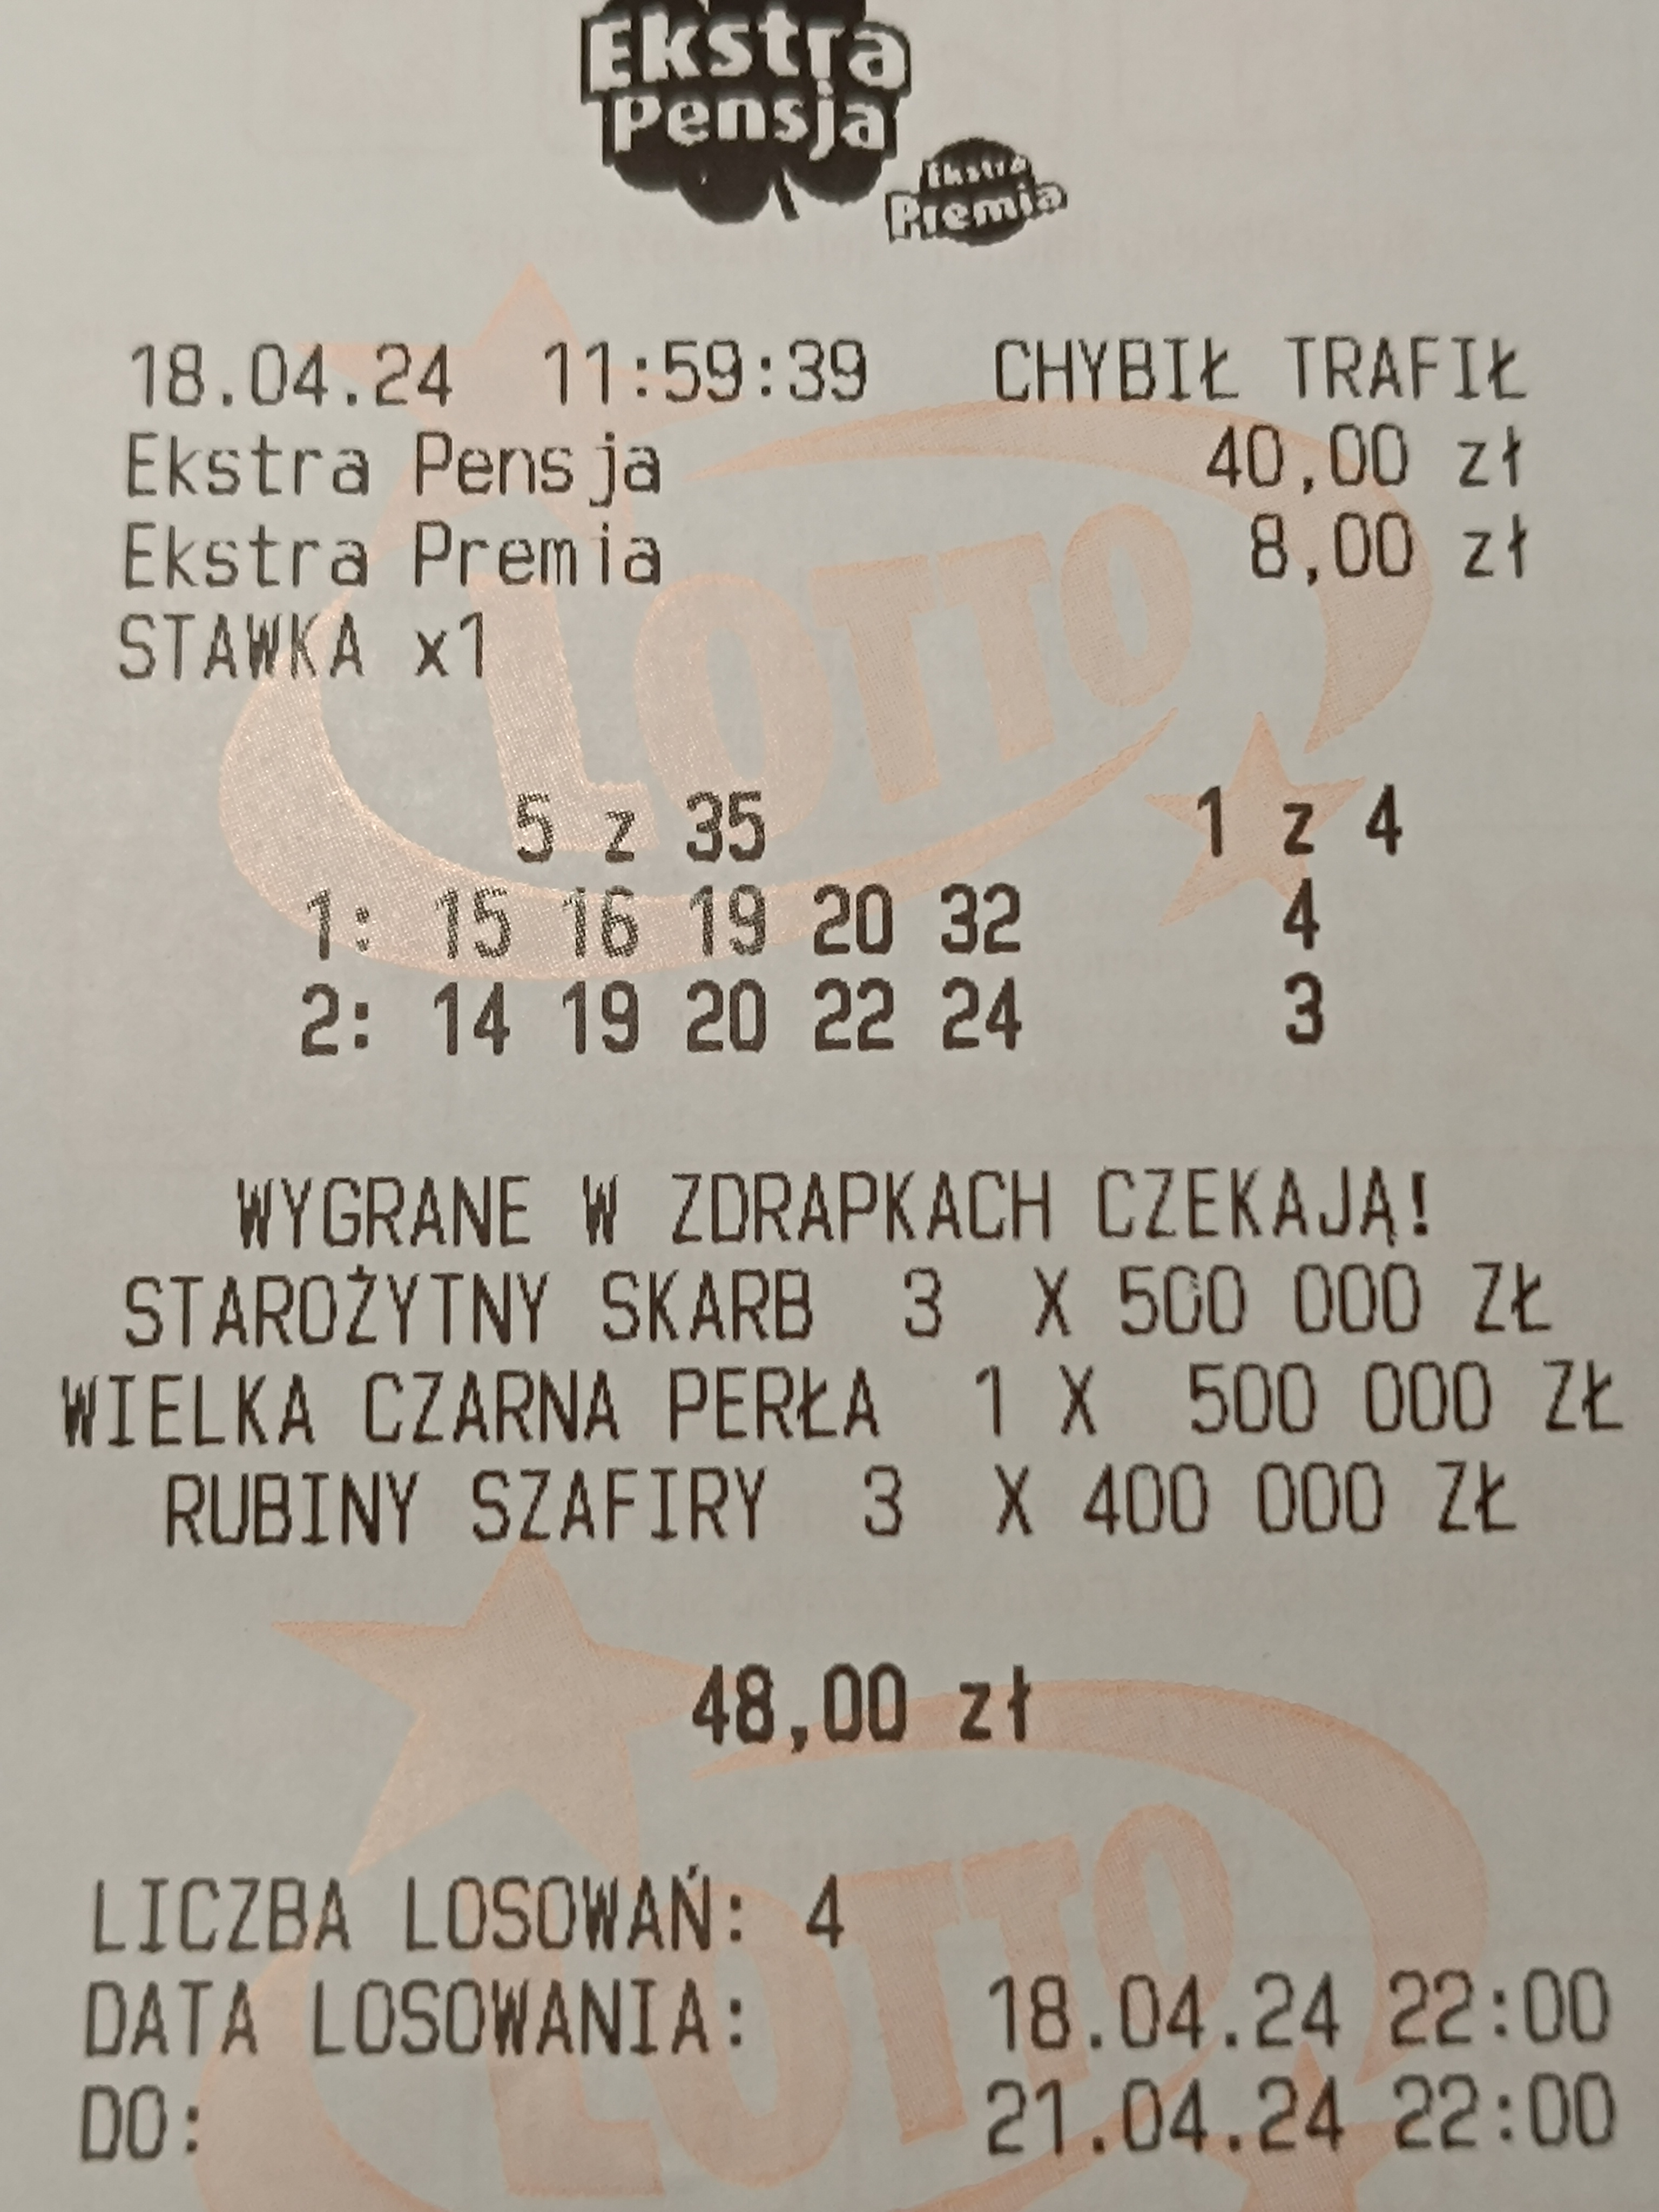 Ekstra
Pensja
Ekstra
Premia
18.04.24 11:59:39 CHYBIŁ TRAFIŁ
Ekstra Pensja 40,00 zł
Ekstra Premia 8,00 zł
STAWKA x1
LOTTO
5 z 35 1 z 4
1: 15 16 19 20 32 4
2: 14 19 20 22 24 3
WYGRANE W ZDRAPKACH CZEKAJĄ!
STAROŻYTNY SKARB 3 X 500 000 ZŁ
WIELKA CZARNA PERŁA 1 X 500 000 ZŁ
RUBINY SZAFIRY 3 X 400 000 ZŁ
48,00 zł
LOTTO
LICZBA LOSOWAŃ: 4
DATA LOSOWANIA: 18.04.24 22:00
DO: 21.04.24 22:00